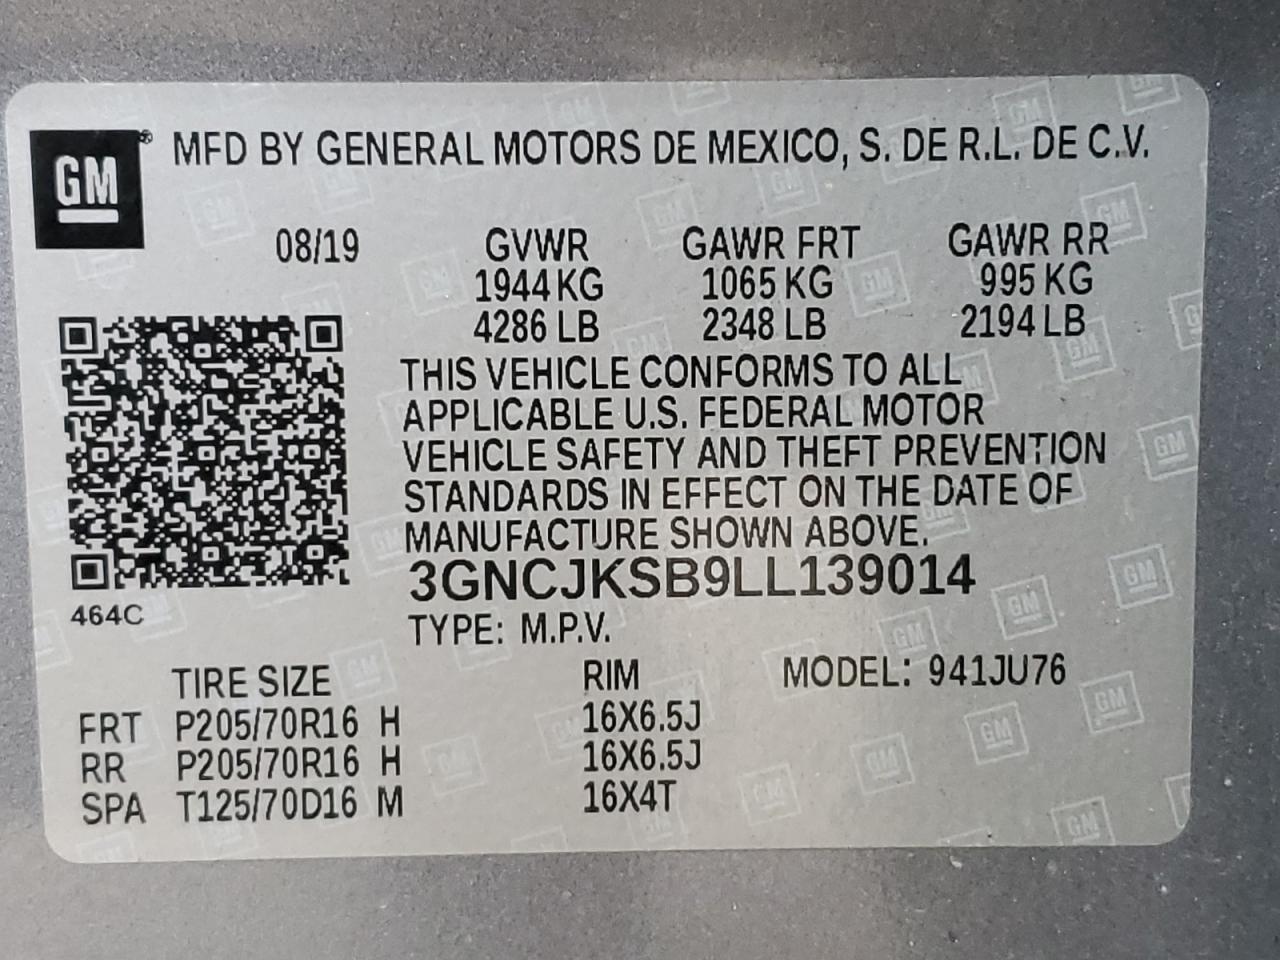 GM® MFD BY GENERAL MOTORS DE MEXICO, S. DE R.L. DE C.V.
08/19 GVWR GAWR FRT GAWR RR
1944 KG 1065 KG 995 KG
4286 LB 2348 LB 2194 LB
THIS VEHICLE CONFORMS TO ALL
APPLICABLE U.S. FEDERAL MOTOR
VEHICLE SAFETY AND THEFT PREVENTION
STANDARDS IN EFFECT ON THE DATE OF
MANUFACTURE SHOWN ABOVE.
3GNCJKSB9LL139014
464C
TYPE: M.P.V.
TIRE SIZE RIM MODEL: 941JU76
FRT P205/70R16 H 16X6.5J
RR P205/70R16 H 16X6.5J
SPA T125/70D16 M 16X4T